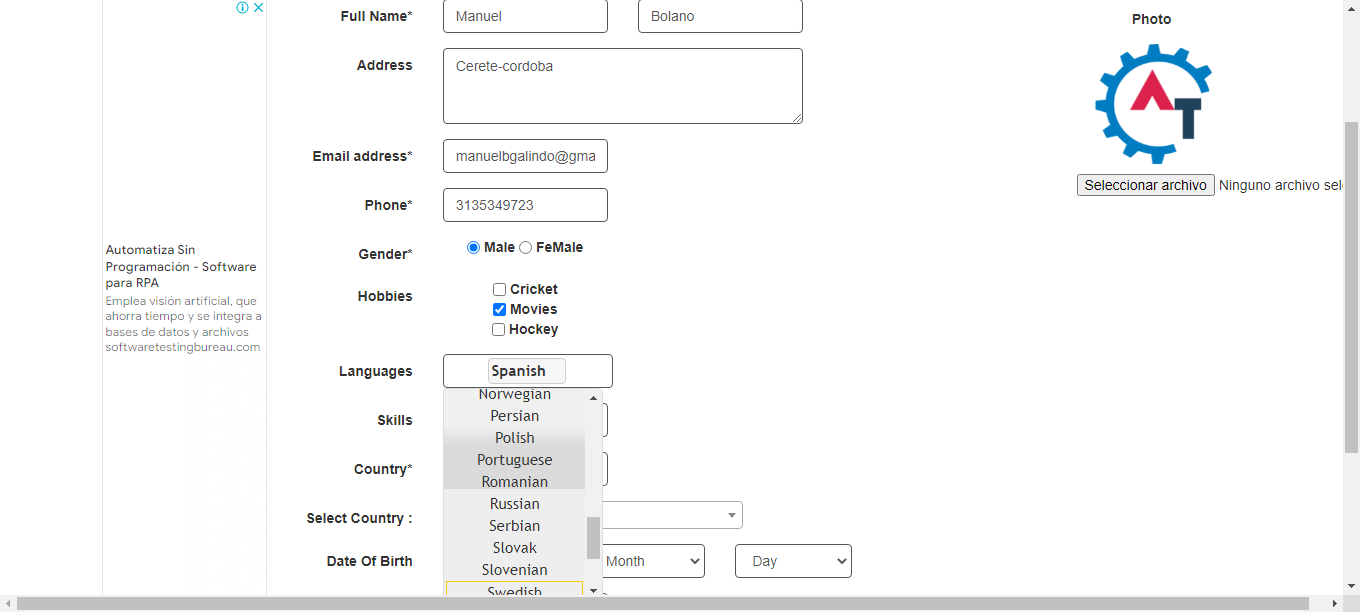 Full Name* Manuel Bolano
Photo
Address Cerete-cordoba
AT
Email address* manuelbgalindo@gma
Phone* 3135349723
Seleccionar archivo Ninguno archivo sel
Gender* Male FeMale
Automatiza Sin
Programación - Software
para RPA
Emplea visión artificial, que
ahorra tiempo y se integra a
bases de datos y archivos
softwaretestingbureau.com
Hobbies Cricket
Movies
Hockey
Languages Spanish
Norwegian
Persian
Skills
Polish
Portuguese
Country*
Romanian
Russian
Select Country :
Serbian
Slovak
Date Of Birth Month Day
Slovenian
Swedish